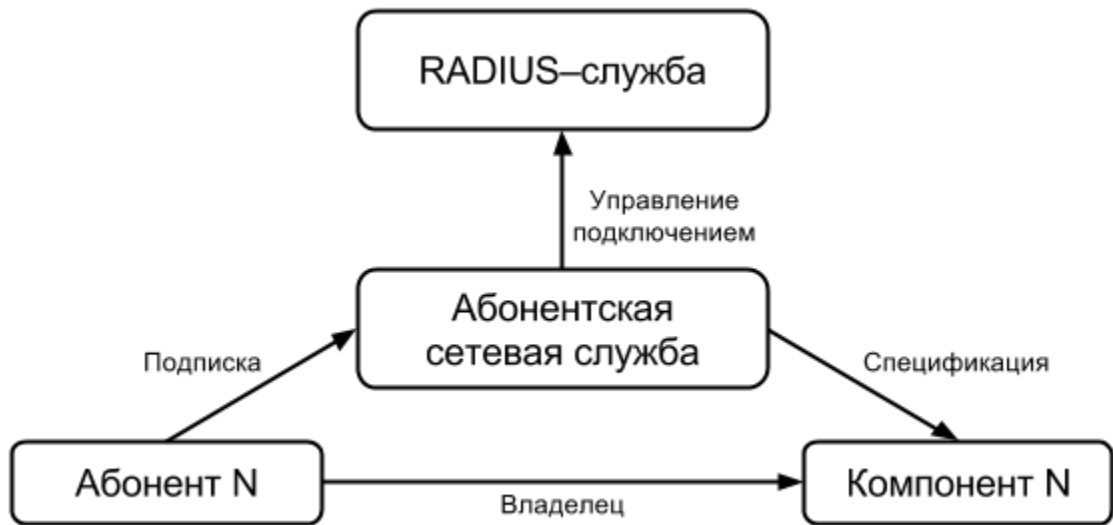 RADIUS–служба
Управление
подключением
Абонентская
сетевая служба
Подписка
Спецификация
Абонент N
Владелец
Компонент N